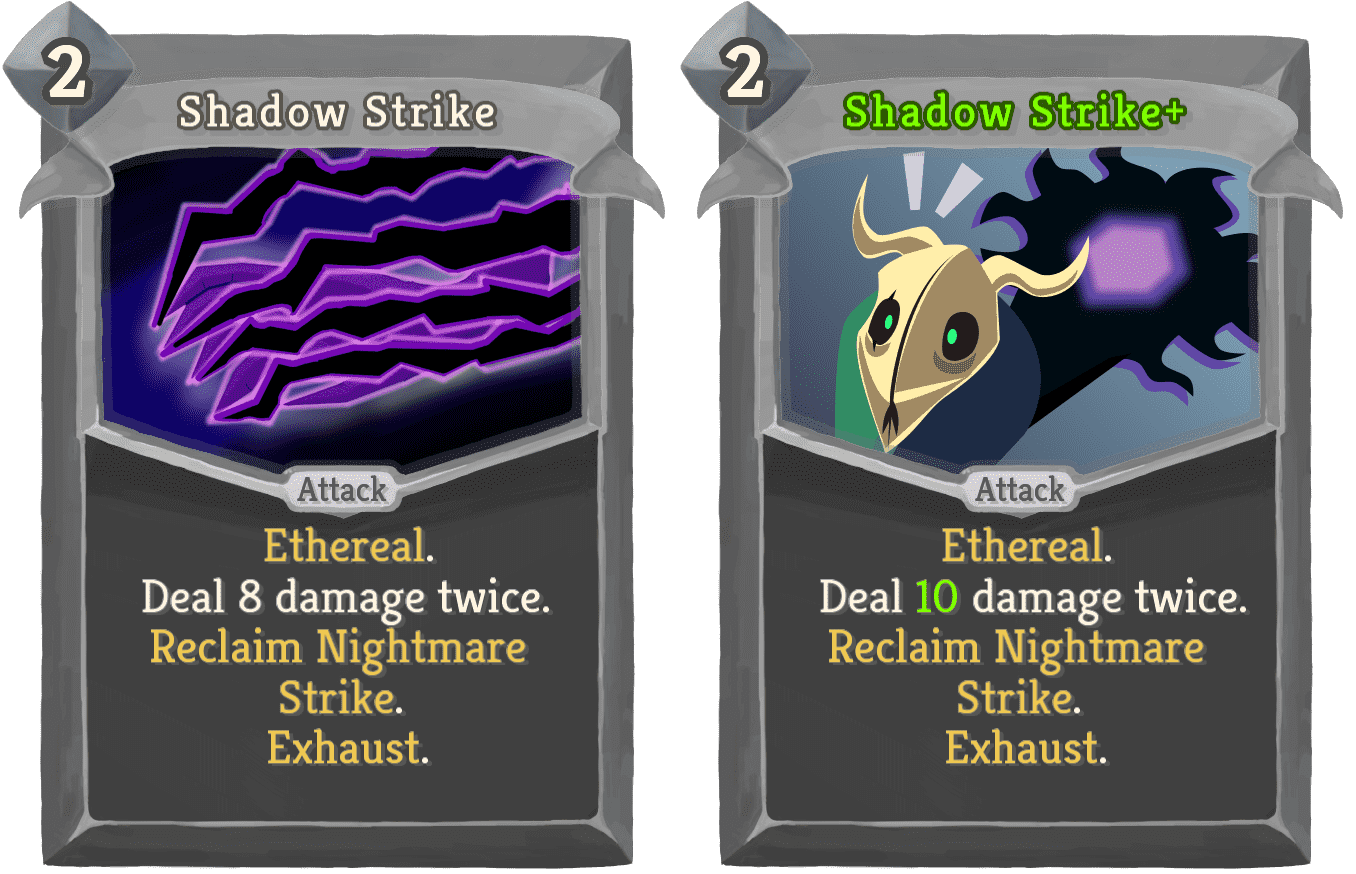 2
Shadow Strike
Attack
Ethereal.
Deal 8 damage twice.
Reclaim Nightmare
Strike.
Exhaust.
2
Shadow Strike+
Attack
Ethereal.
Deal 10 damage twice.
Reclaim Nightmare
Strike.
Exhaust.